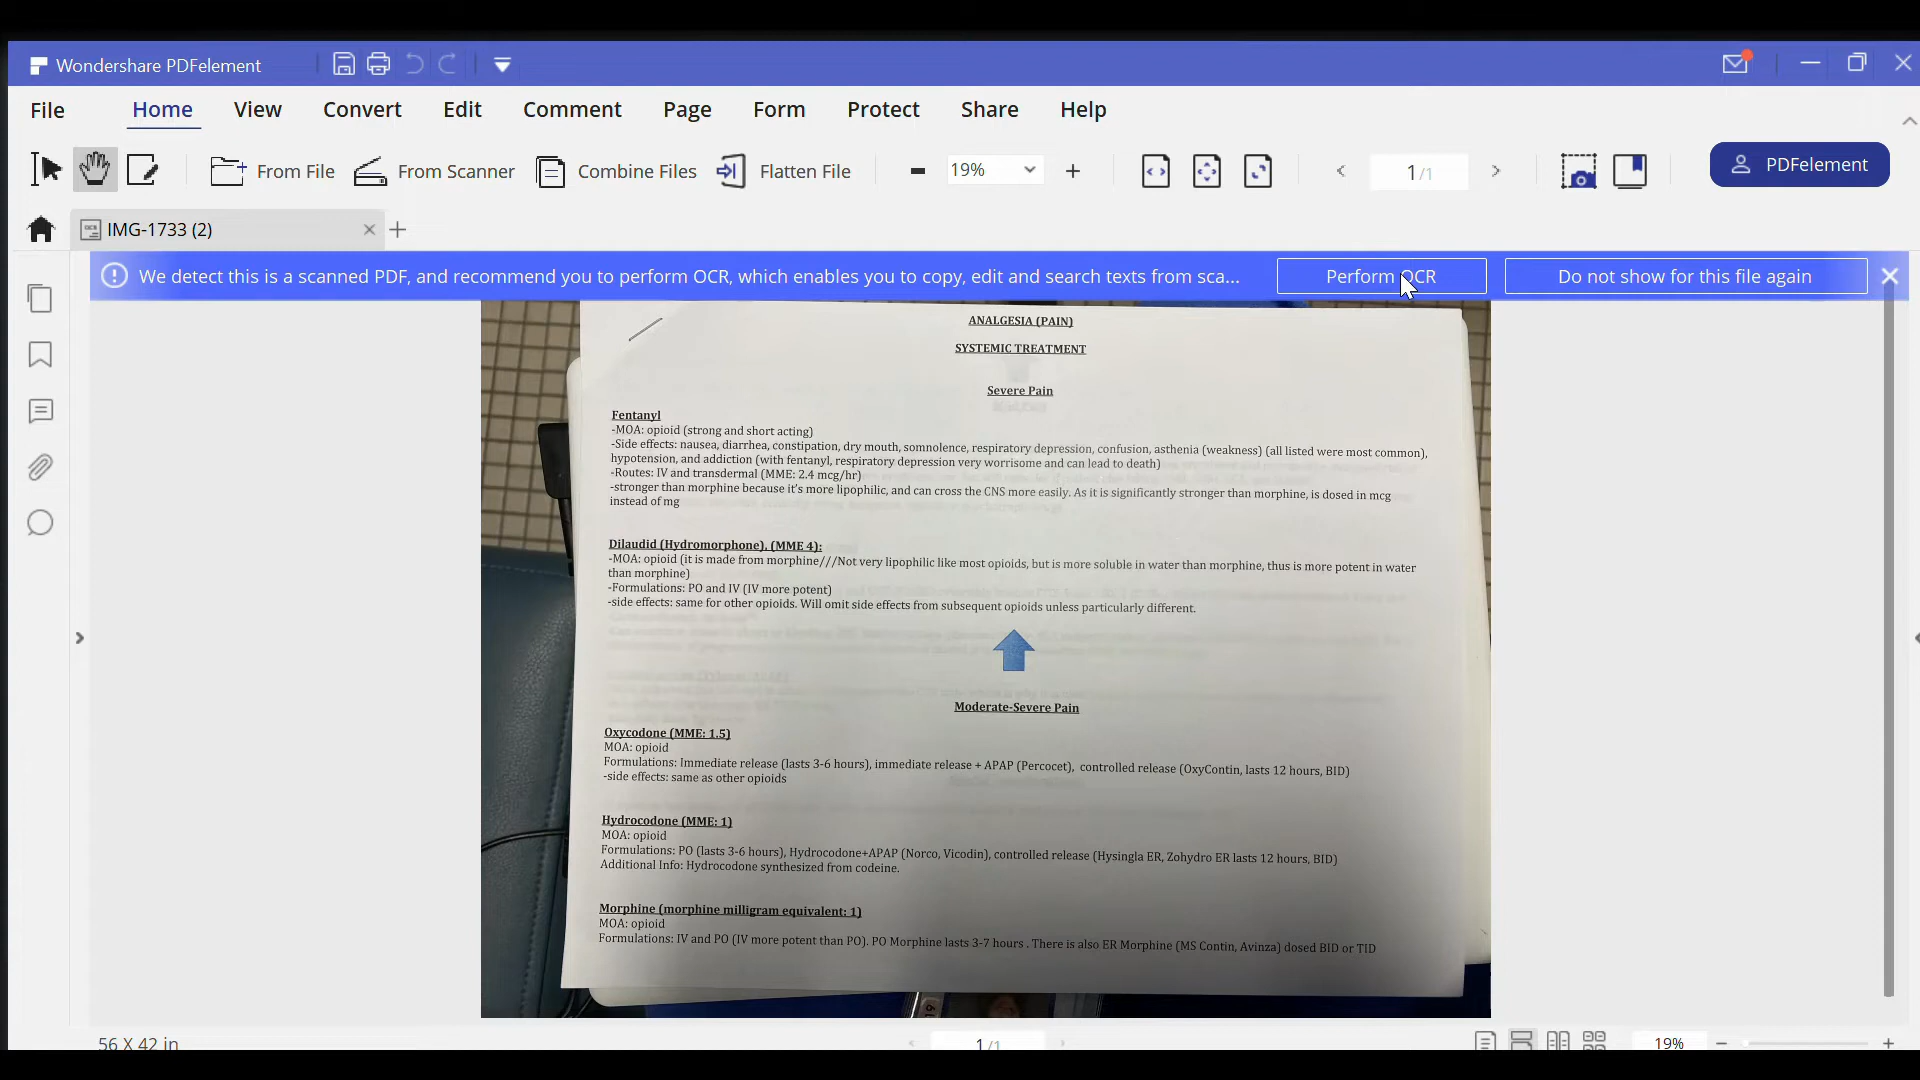 Wondershare PDFelement
File Home View Convert Edit Comment Page Form Protect Share Help
From File From Scanner Combine Files Flatten File 19% 1/1 PDFelement
IMG-1733 (2)
We detect this is a scanned PDF, and recommend you to perform OCR, which enables you to copy, edit and search texts from sca... Perform OCR Do not show for this file again
ANALGESIA (PAIN)
SYSTEMIC TREATMENT
Severe Pain
Fentanyl
-MOA: opioid (strong and short acting)
-Side effects: nausea, diarrhea, constipation, dry mouth, somnolence, respiratory depression, confusion, asthenia (weakness) (all listed were most common),
hypotension, and addiction (with fentanyl, respiratory depression very worrisome and can lead to death)
-Routes: IV and transdermal (MME: 2.4 mcg/hr)
-stronger than morphine because it's more lipophilic, and can cross the CNS more easily. As it is significantly stronger than morphine, is dosed in mcg
instead of mg
Dilaudid (Hydromorphone), (MME 4):
-MOA: opioid (it is made from morphine///Not very lipophilic like most opioids, but is more soluble in water than morphine, thus is more potent in water
than morphine)
-Formulations: PO and IV (IV more potent)
-side effects: same for other opioids. Will omit side effects from subsequent opioids unless particularly different.
Moderate-Severe Pain
Oxycodone (MME: 1.5)
MOA: opioid
Formulations: Immediate release (lasts 3-6 hours), immediate release + APAP (Percocet), controlled release (OxyContin, lasts 12 hours, BID)
-side effects: same as other opioids
Hydrocodone (MME: 1)
MOA: opioid
Formulations: PO (lasts 3-6 hours), Hydrocodone+APAP (Norco, Vicodin), controlled release (Hysingla ER, Zohydro ER lasts 12 hours, BID)
Additional Info: Hydrocodone synthesized from codeine.
Morphine (morphine milligram equivalent: 1)
MOA: opioid
Formulations: IV and PO (IV more potent than PO). PO Morphine lasts 3-7 hours . There is also ER Morphine (MS Contin, Avinza) dosed BID or TID
56 X 42 in 1/1 19%